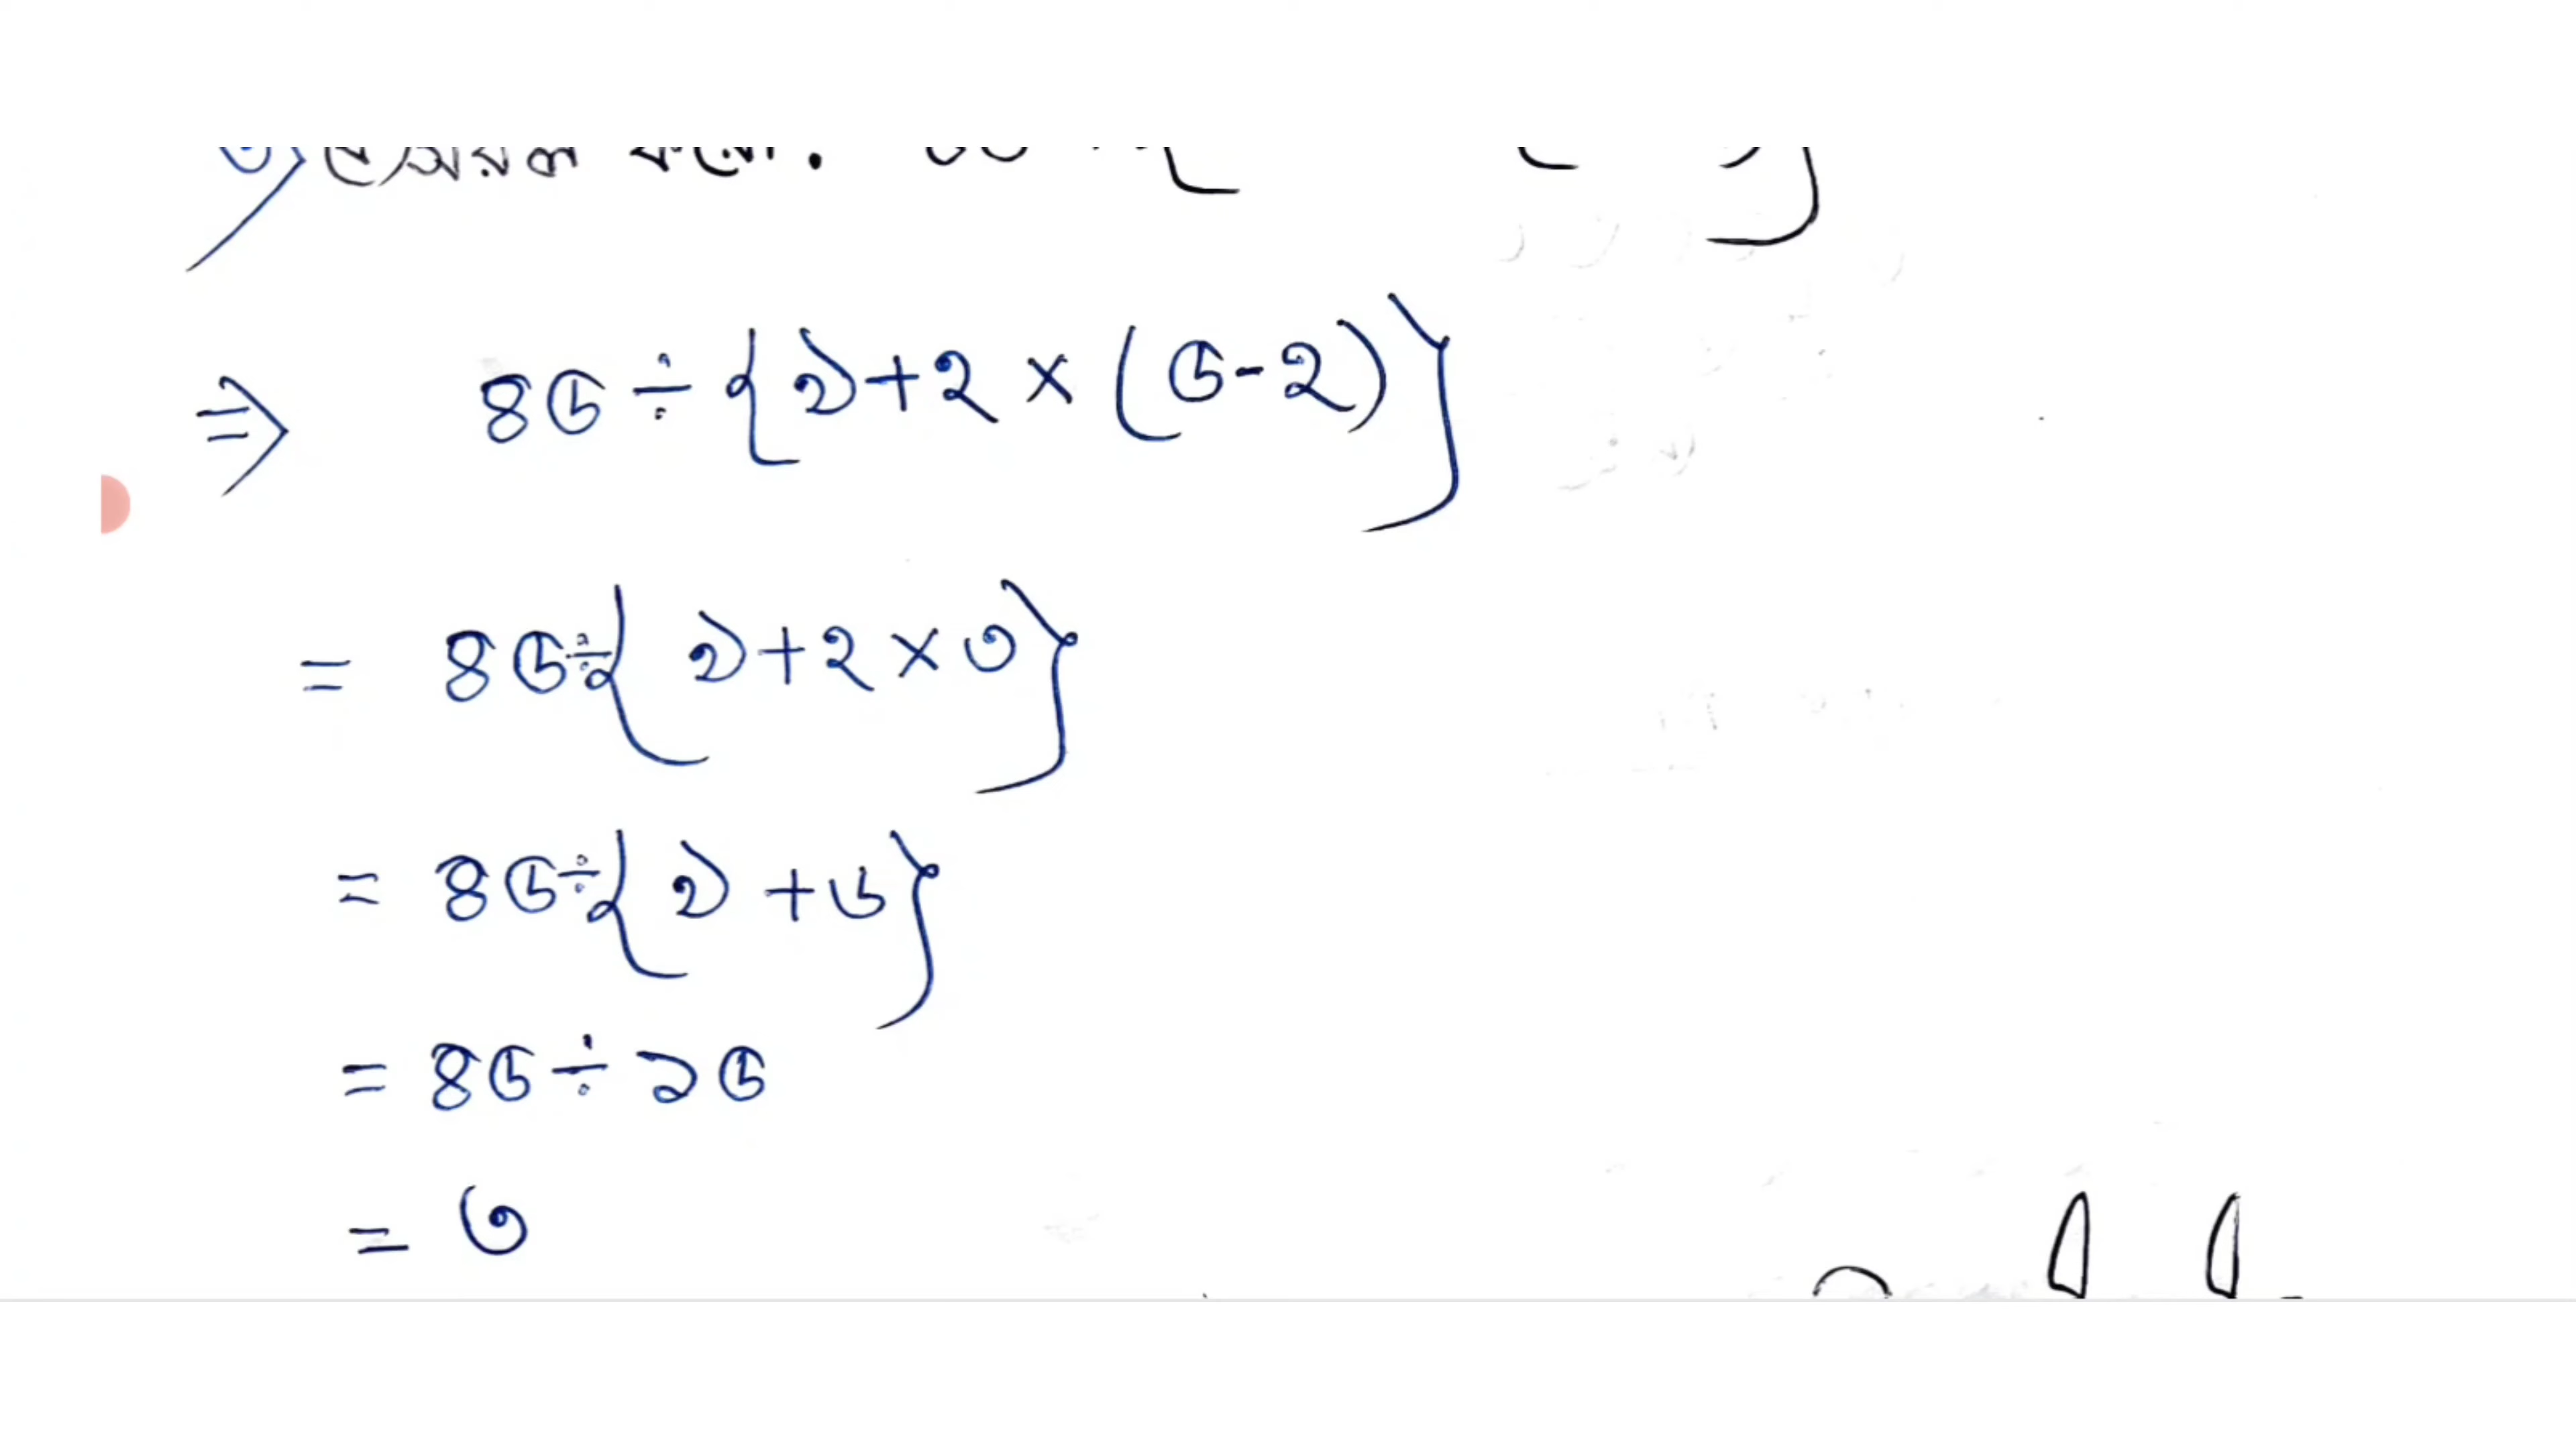 ⇒ ৪৫ ÷ {৯+২ × (৫-২)}
= ৪৫÷{ ৯+২ × ৩}
= ৪৫÷{ ৯ +৬}
= ৪৫÷১৫
= ৩